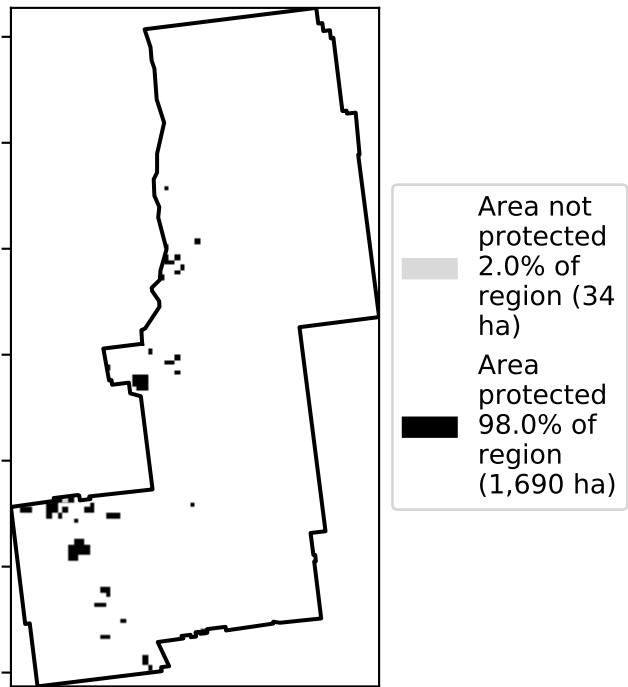 Area not
protected
2.0% of
region (34
ha)
Area
protected
98.0% of
region
(1,690 ha)